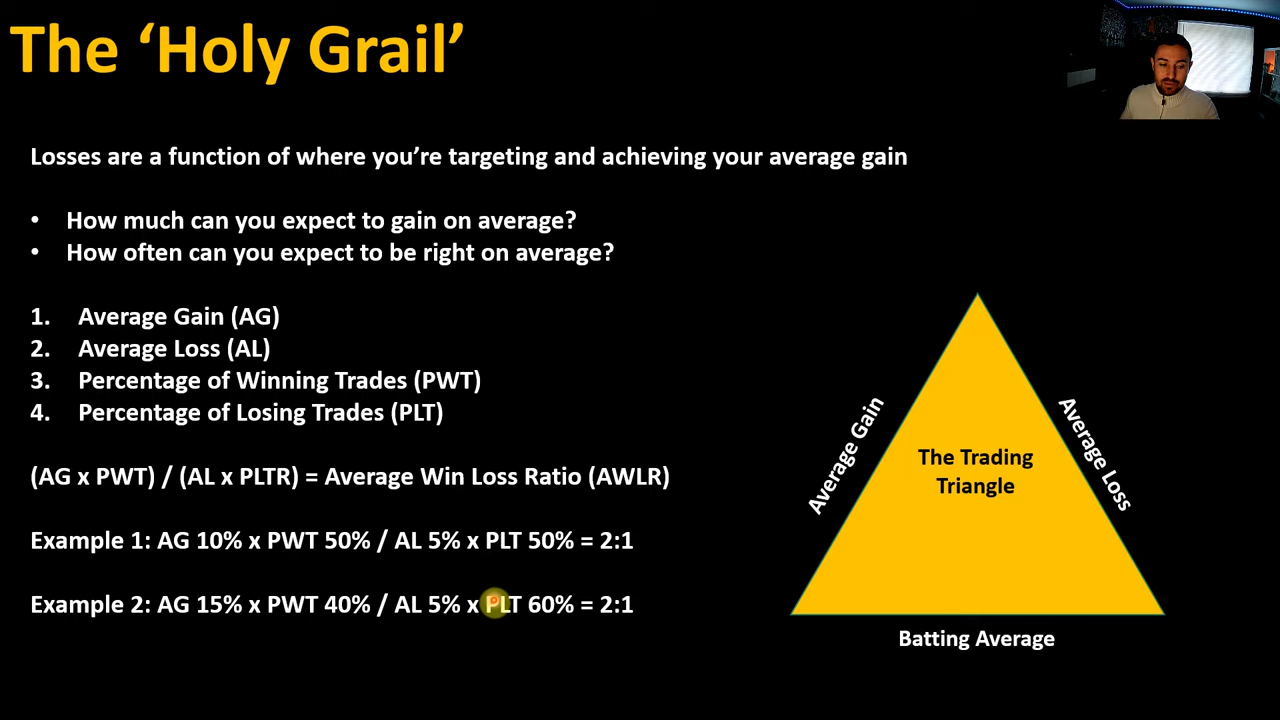 The ‘Holy Grail’
Losses are a function of where you’re targeting and achieving your average gain
• How much can you expect to gain on average?
• How often can you expect to be right on average?
1. Average Gain (AG)
2. Average Loss (AL)
3. Percentage of Winning Trades (PWT)
4. Percentage of Losing Trades (PLT)
(AG x PWT) / (AL x PLTR) = Average Win Loss Ratio (AWLR)
Example 1: AG 10% x PWT 50% / AL 5% x PLT 50% = 2:1
Example 2: AG 15% x PWT 40% / AL 5% x PLT 60% = 2:1
Average Gain
The Trading
Triangle
Average Loss
Batting Average